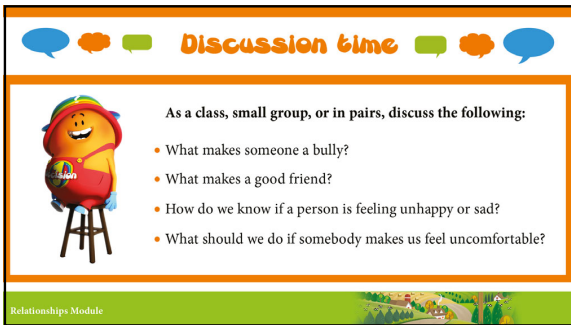 Discussion time
As a class, small group, or in pairs, discuss the following:
• What makes someone a bully?
• What makes a good friend?
• How do we know if a person is feeling unhappy or sad?
• What should we do if somebody makes us feel uncomfortable?
Relationships Module